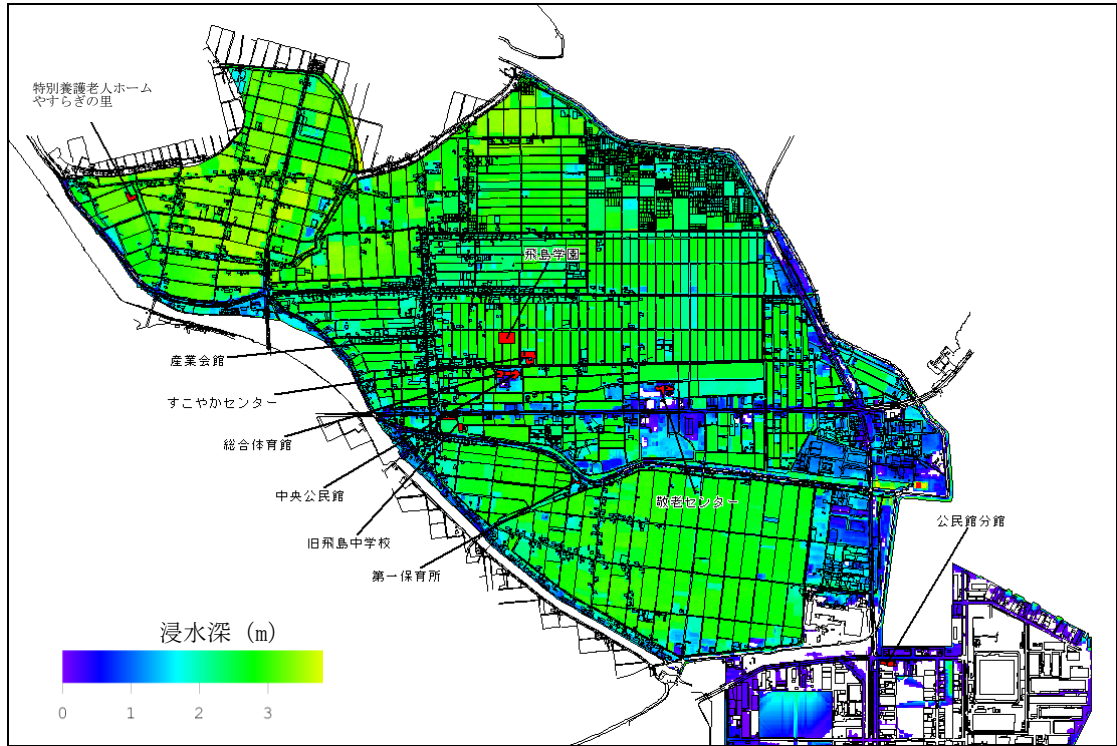 特別養護老人ホーム
やすらぎの里
飛島学園
産業会館
すこやかセンター
総合体育館
中央公民館
旧飛島中学校
第一保育所
敬老センター
公民館分館
浸水深 (m)
0 1 2 3